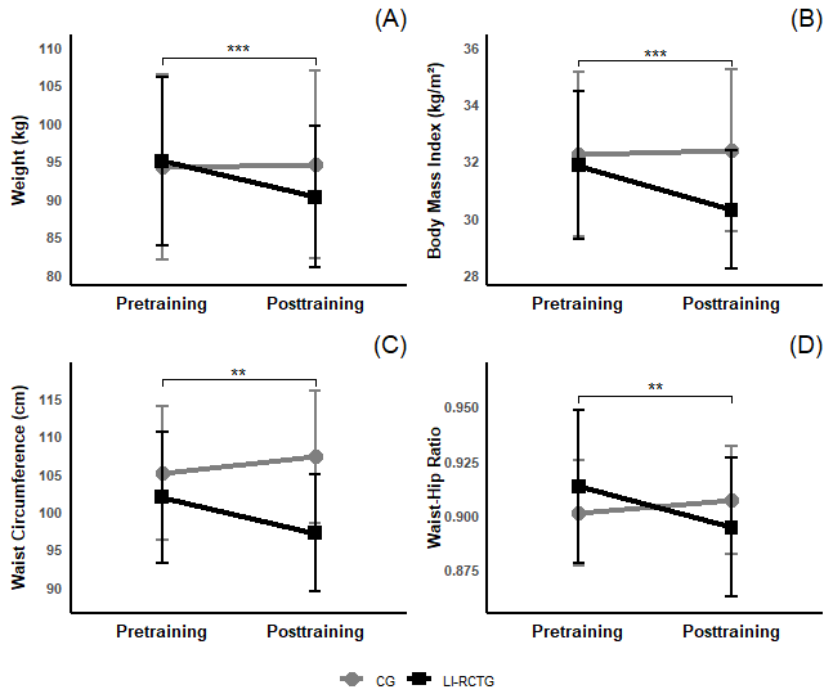 (A)
Weight (kg)
110
105
100
95
90
85
80
***
Pretraining Posttraining
(B)
Body Mass Index (kg/m²)
36
34
32
30
28
***
Pretraining Posttraining
(C)
Waist Circumference (cm)
115
110
105
100
95
90
**
Pretraining Posttraining
(D)
Waist-Hip Ratio
0.950
0.925
0.900
0.875
**
Pretraining Posttraining
CG LI-RCTG